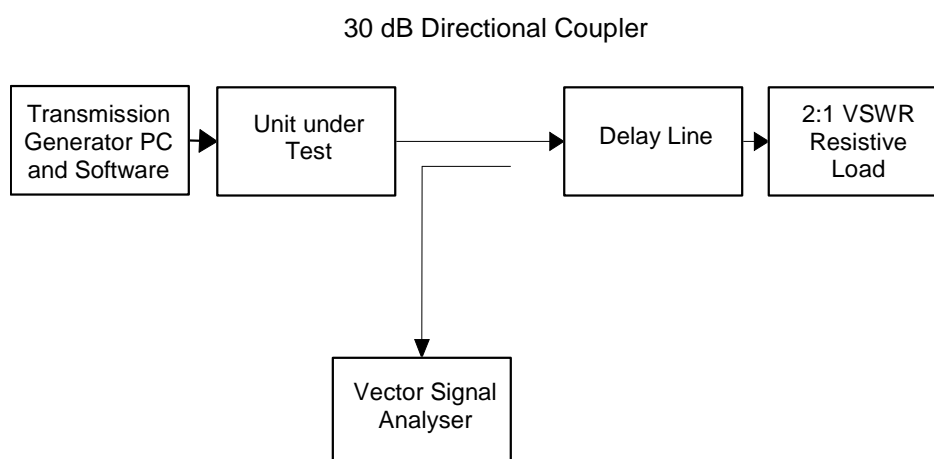 30 dB Directional Coupler
Transmission
Generator PC
and Software
Unit under
Test
Delay Line
2:1 VSWR
Resistive
Load
Vector Signal
Analyser